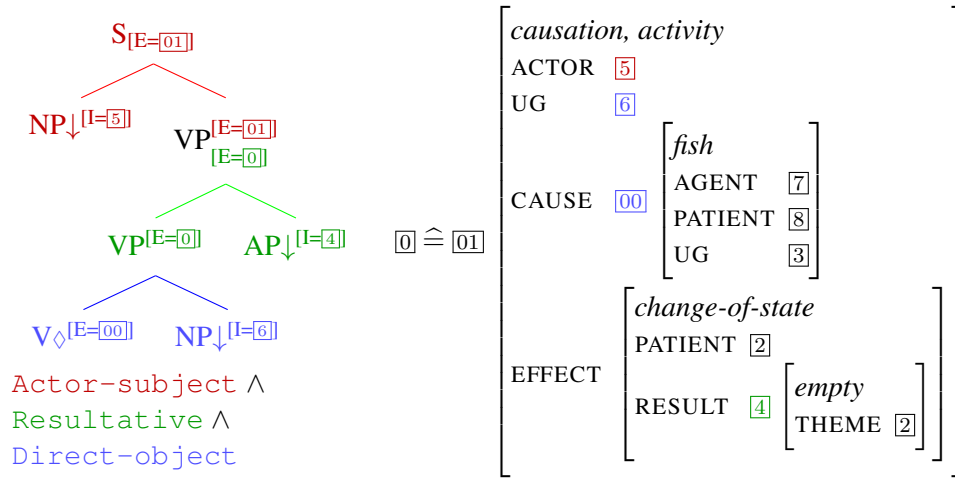 S[E=01]
NP↓[I=5] VP[E=01][E=0]
VP[E=0] AP↓[I=4]
V◊[E=00] NP↓[I=6]
Actor-subject ∧
Resultative ∧
Direct-object
0 ≙ 01
causation, activity
ACTOR 5
UG 6
CAUSE 00
fish
AGENT 7
PATIENT 8
UG 3
EFFECT
change-of-state
PATIENT 2
RESULT 4
empty
THEME 2